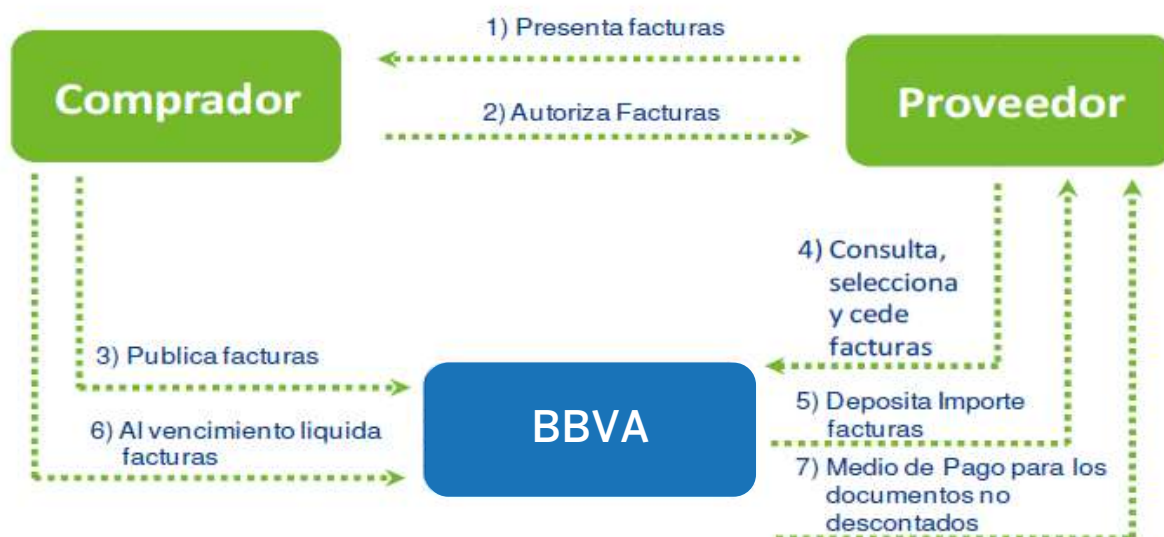 1) Presenta facturas
Comprador
Proveedor
2) Autoriza Facturas
4) Consulta,
selecciona
y cede
facturas
3) Publica facturas
BBVA
5) Deposita Importe
facturas
6) Al vencimiento liquida
facturas
7) Medio de Pago para los
documentos no
descontados